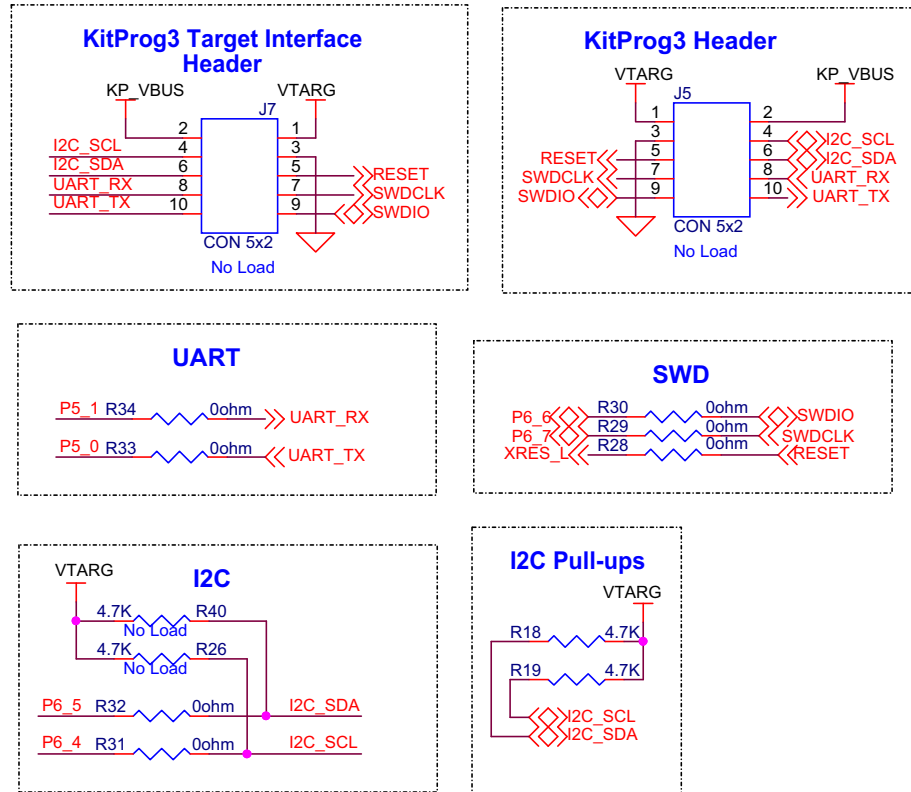 KitProg3 Target Interface
Header
KP_VBUS
VTARG
J7
2
1
I2C_SCL
4
3
I2C_SDA
6
5
RESET
UART_RX
8
7
SWDCLK
UART_TX
10
9
SWDIO
CON 5x2
No Load
KitProg3 Header
VTARG
KP_VBUS
J5
1
2
3
4
I2C_SCL
RESET
5
6
I2C_SDA
SWDCLK
7
8
UART_RX
SWDIO
9
10
UART_TX
CON 5x2
No Load
UART
P5_1 R34 0ohm UART_RX
P5_0 R33 0ohm UART_TX
SWD
P6_6 R30 0ohm SWDIO
P6_7 R29 0ohm SWDCLK
XRES_L R28 0ohm RESET
I2C
VTARG
4.7K R40
No Load
4.7K R26
No Load
P6_5 R32 0ohm I2C_SDA
P6_4 R31 0ohm I2C_SCL
I2C Pull-ups
VTARG
R18 4.7K
R19 4.7K
I2C_SCL
I2C_SDA